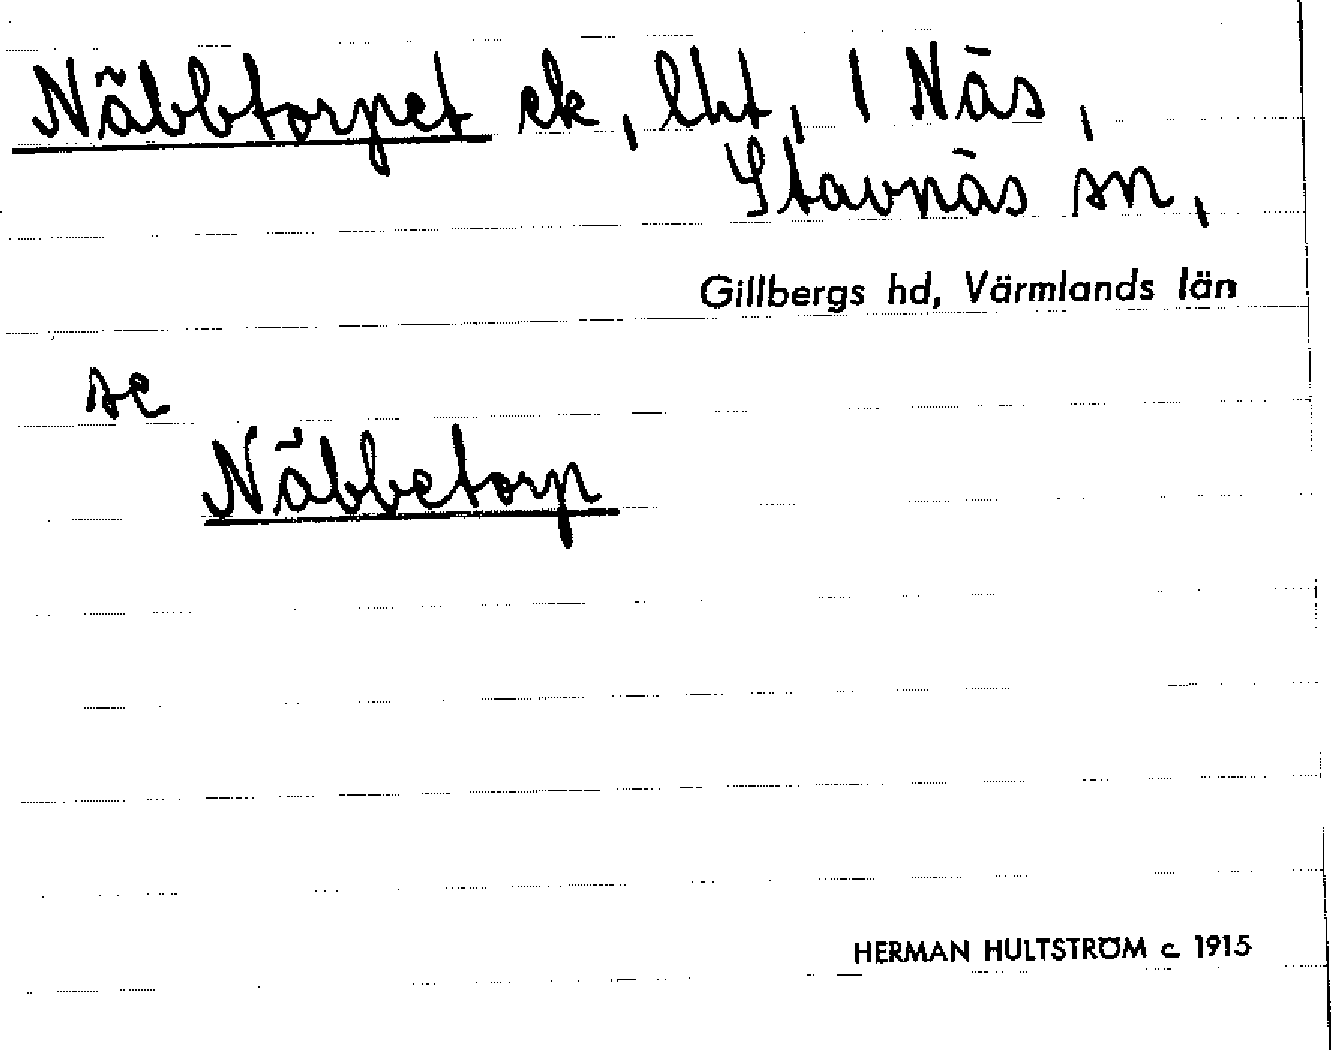 Näbbtorpet ek, lht, 1 Näs,
Stavnäs sn,
Gillbergs hd, Värmlands län
se
Näbbetorp
HERMAN HULTSTRÖM c. 1915